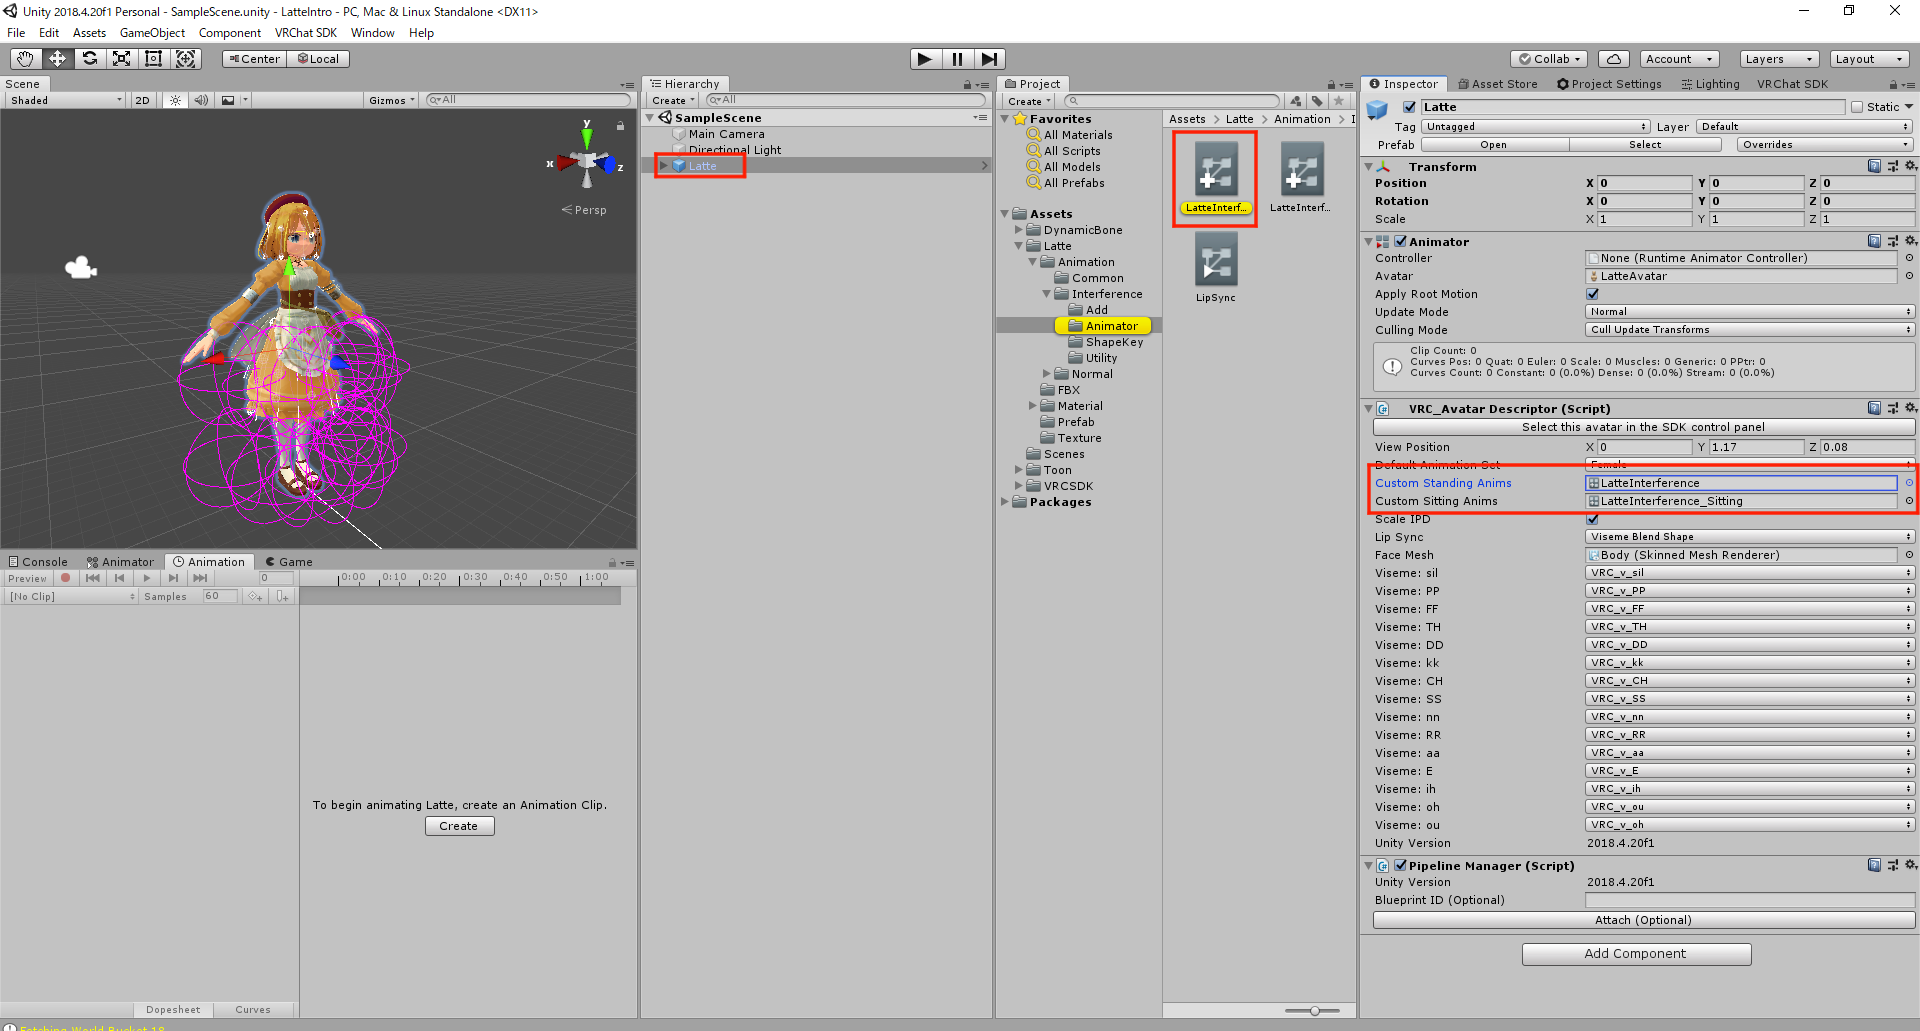 Unity 2018.4.20f1 Personal - SampleScene.unity - LatteIntro - PC, Mac & Linux Standalone <DX11>
File Edit Assets GameObject Component VRChat SDK Window Help
Center Local
Collab Account Layers Layout
Scene
Shaded 2D Gizmos All
y
x
z
Persp
Hierarchy
Create All
SampleScene
Main Camera
Directional Light
Latte
Project
Create
Favorites
All Materials
All Scripts
All Models
All Prefabs
Assets
DynamicBone
Latte
Animation
Common
Interference
Add
Animator
ShapeKey
Utility
Normal
FBX
Material
Prefab
Texture
Scenes
Toon
VRCSDK
Packages
Assets > Latte > Animation >
LatteInterf...
LatteInterf...
LipSync
Console Animator Animation Game
Preview 0 0:00 0:10 0:20 0:30 0:40 0:50 1:00
[No Clip] Samples 60
To begin animating Latte, create an Animation Clip.
Create
Dopesheet Curves
Fetching World Bucket 18
Inspector Asset Store Project Settings Lighting VRChat SDK
Latte Static
Tag Untagged Layer Default
Prefab Open Select Overrides
Transform
Position X 0 Y 0 Z 0
Rotation X 0 Y 0 Z 0
Scale X 1 Y 1 Z 1
Animator
Controller None (Runtime Animator Controller)
Avatar LatteAvatar
Apply Root Motion
Update Mode Normal
Culling Mode Cull Update Transforms
Clip Count: 0
Curves Pos: 0 Quat: 0 Euler: 0 Scale: 0 Muscles: 0 Generic: 0 PPtr: 0
Curves Count: 0 Constant: 0 (0.0%) Dense: 0 (0.0%) Stream: 0 (0.0%)
VRC_Avatar Descriptor (Script)
Select this avatar in the SDK control panel
View Position X 0 Y 1.17 Z 0.08
Default Animation Set Female
Custom Standing Anims LatteInterference
Custom Sitting Anims LatteInterference_Sitting
Scale IPD
Lip Sync Viseme Blend Shape
Face Mesh Body (Skinned Mesh Renderer)
Viseme: sil VRC_v_sil
Viseme: PP VRC_v_PP
Viseme: FF VRC_v_FF
Viseme: TH VRC_v_TH
Viseme: DD VRC_v_DD
Viseme: kk VRC_v_kk
Viseme: CH VRC_v_CH
Viseme: SS VRC_v_SS
Viseme: nn VRC_v_nn
Viseme: RR VRC_v_RR
Viseme: aa VRC_v_aa
Viseme: E VRC_v_E
Viseme: ih VRC_v_ih
Viseme: oh VRC_v_ou
Viseme: ou VRC_v_oh
Unity Version 2018.4.20f1
Pipeline Manager (Script)
Unity Version 2018.4.20f1
Blueprint ID (Optional)
Attach (Optional)
Add Component